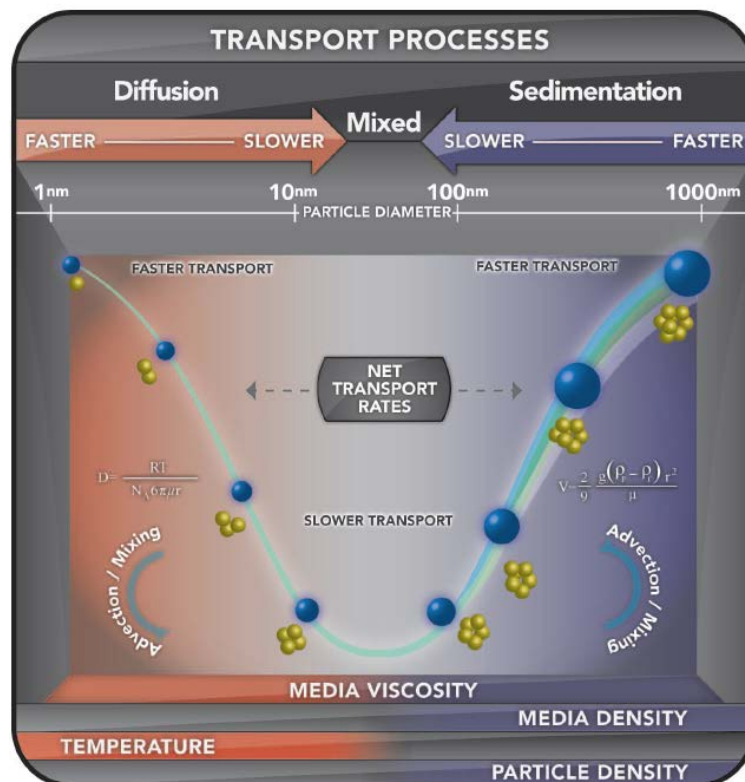 TRANSPORT PROCESSES
Diffusion
Mixed
Sedimentation
FASTER
SLOWER
SLOWER
FASTER
1nm
10nm
100nm
1000nm
PARTICLE DIAMETER
FASTER TRANSPORT
FASTER TRANSPORT
NET
TRANSPORT
RATES
D= RT / N 6πμr
V=2/9 g(ρ - ρ) r² / μ
SLOWER TRANSPORT
Advection / Mixing
Advection / Mixing
MEDIA VISCOSITY
MEDIA DENSITY
TEMPERATURE
PARTICLE DENSITY